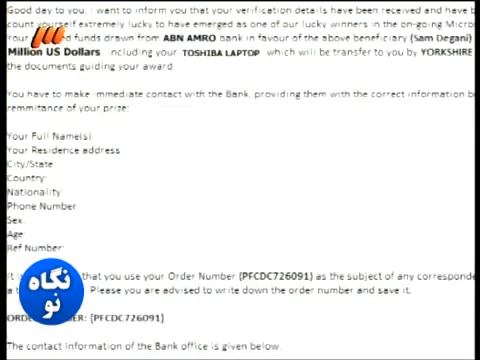 Good day to you. I want to inform you that your verification details have been received and have b
count yourself extremely lucky to have emerged as one of our lucky winners in the on-going Micros
Your funds drawn from ABN AMRO bank in favour of the above beneficiary (Sam Degani)
Million US Dollars including your TOSHIBA LAPTOP which will be transfer to you by YORKSHIRE
the documents guiding your award.
You have to make immediate contact with the Bank, providing them with the correct information
remmitance of your prize:
Your Full Name(s):
Your Residence address
City/State
Country:
Nationality
Phone Number
Sex:
Age:
Ref Number:
It is that you use your Order Number (PFCDC726091) as the subject of any correspond
Please you are advised to write down the order number and save it.
(PFCDC726091)
The contact information of the Bank office is given below.
نگاه
نو